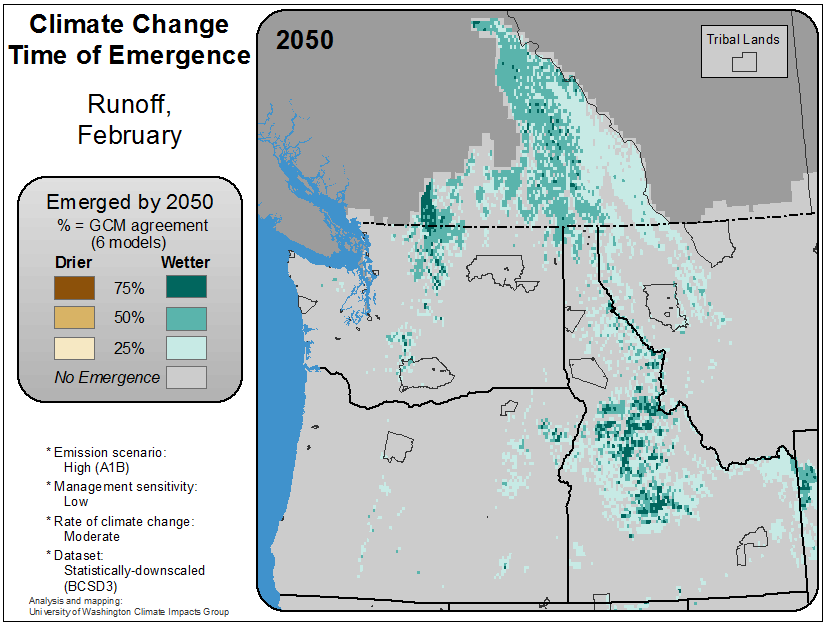 Climate Change
Time of Emergence
Runoff,
February
Emerged by 2050
% = GCM agreement
(6 models)
Drier Wetter
75%
50%
25%
No Emergence
* Emission scenario:
High (A1B)
* Management sensitivity:
Low
* Rate of climate change:
Moderate
* Dataset:
Statistically-downscaled
(BCSD3)
Analysis and mapping:
University of Washington Climate Impacts Group
2050
Tribal Lands